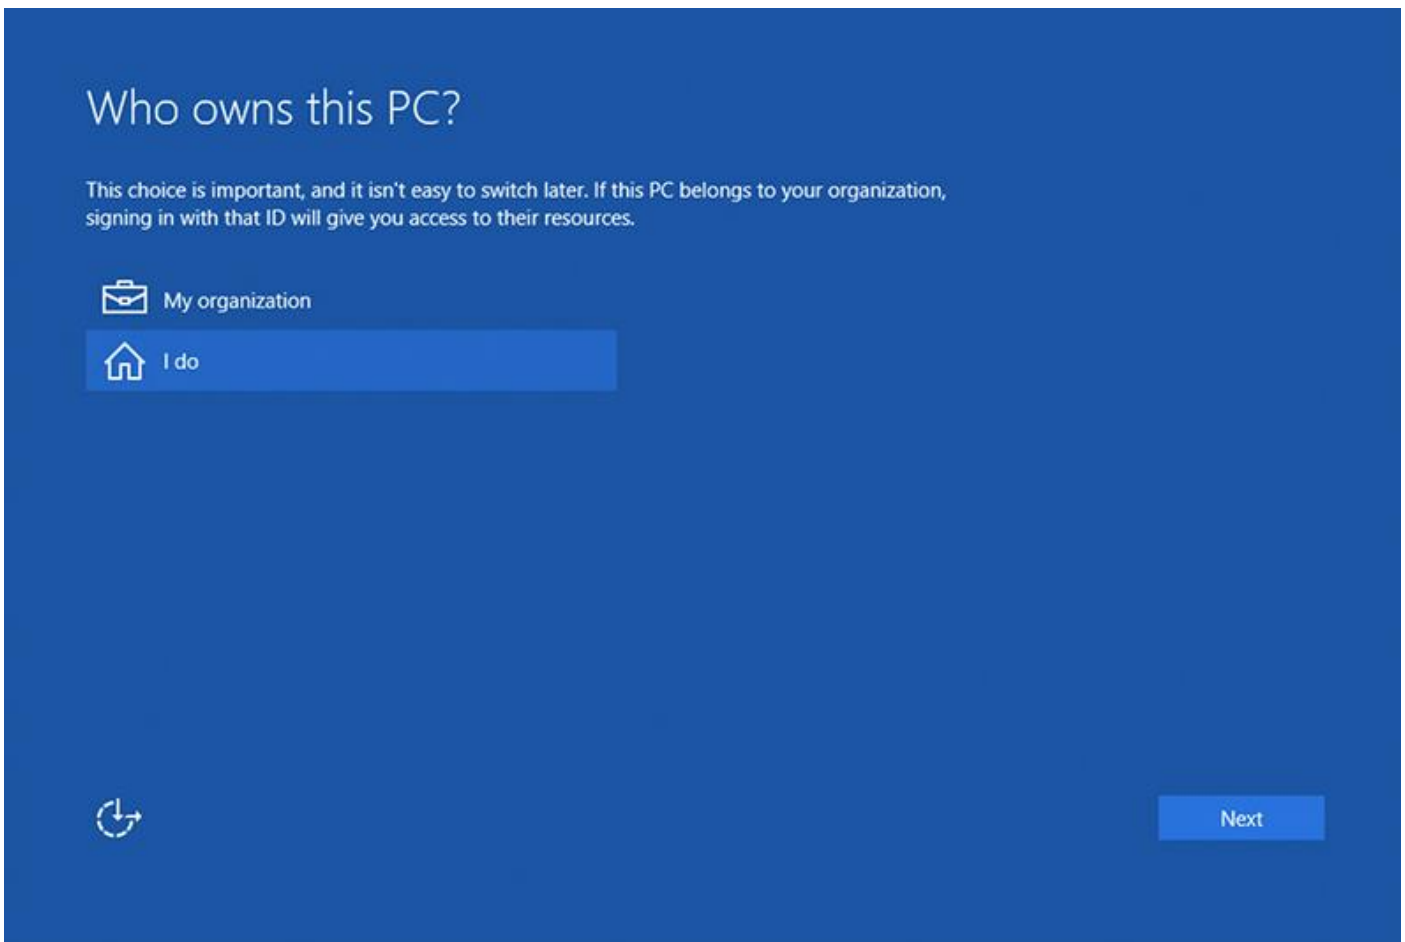 Who owns this PC?
This choice is important, and it isn't easy to switch later. If this PC belongs to your organization,
signing in with that ID will give you access to their resources.
My organization
I do
Next